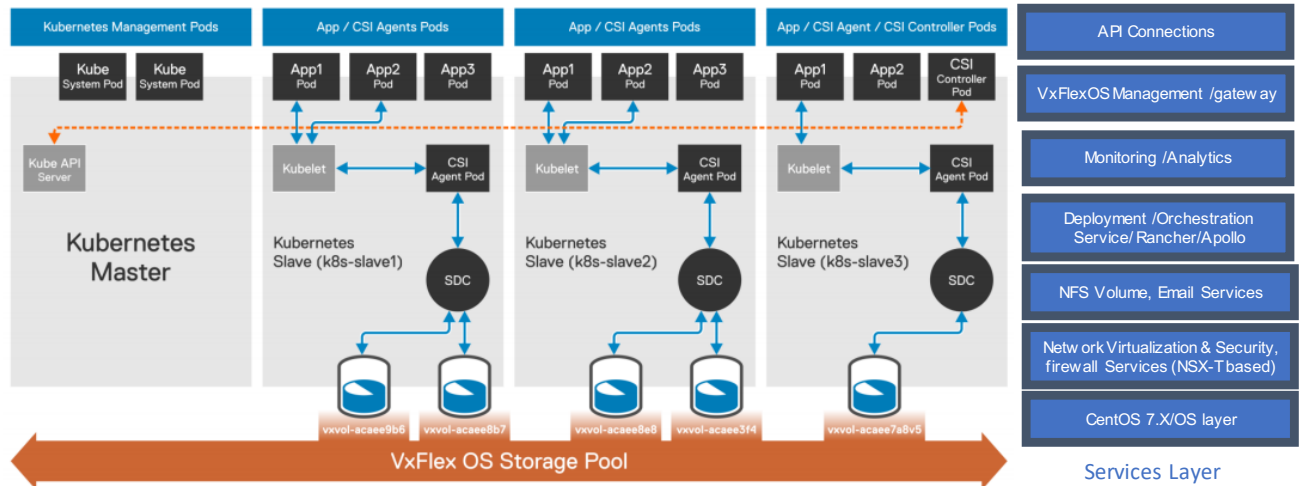 Kubernetes Management Pods
App / CSI Agents Pods
App / CSI Agents Pods
App / CSI Agent / CSI Controller Pods
Kube
System Pod
Kube
System Pod
App1
Pod
App2
Pod
App3
Pod
App1
Pod
App2
Pod
App3
Pod
App1
Pod
App2
Pod
CSI
Controller
Pod
Kube API
Server
Kubelet
CSI
Agent Pod
Kubelet
CSI
Agent Pod
Kubelet
CSI
Agent Pod
Kubernetes
Master
Kubernetes
Slave (k8s-slave1)
Kubernetes
Slave (k8s-slave2)
Kubernetes
Slave (k8s-slave3)
SDC
SDC
SDC
vxvol-acaee9b6
vxvol-acaee8b7
vxvol-acaee8e8
vxvol-acaee3f4
vxvol-acaee7a8v5
VxFlex OS Storage Pool
API Connections
VxFlexOS Management /gateway
Monitoring /Analytics
Deployment /Orchestration
Service/ Rancher/Apollo
NFS Volume, Email Services
Network Virtualization & Security,
firewall Services (NSX-T based)
CentOS 7.X/OS layer
Services Layer